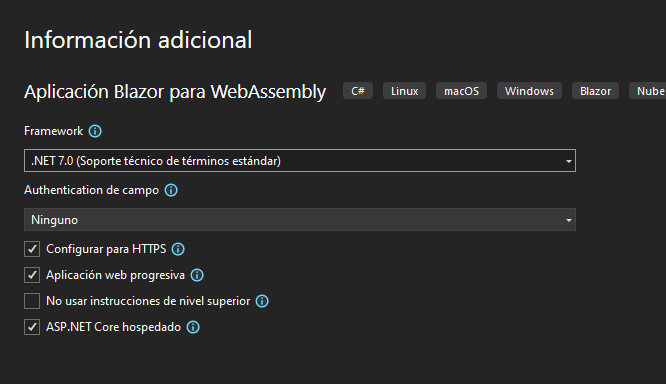 Información adicional
Aplicación Blazor para WebAssembly C# Linux macOS Windows Blazor Nube
Framework
.NET 7.0 (Soporte técnico de términos estándar)
Authentication de campo
Ninguno
Configurar para HTTPS
Aplicación web progresiva
No usar instrucciones de nivel superior
ASP.NET Core hospedado